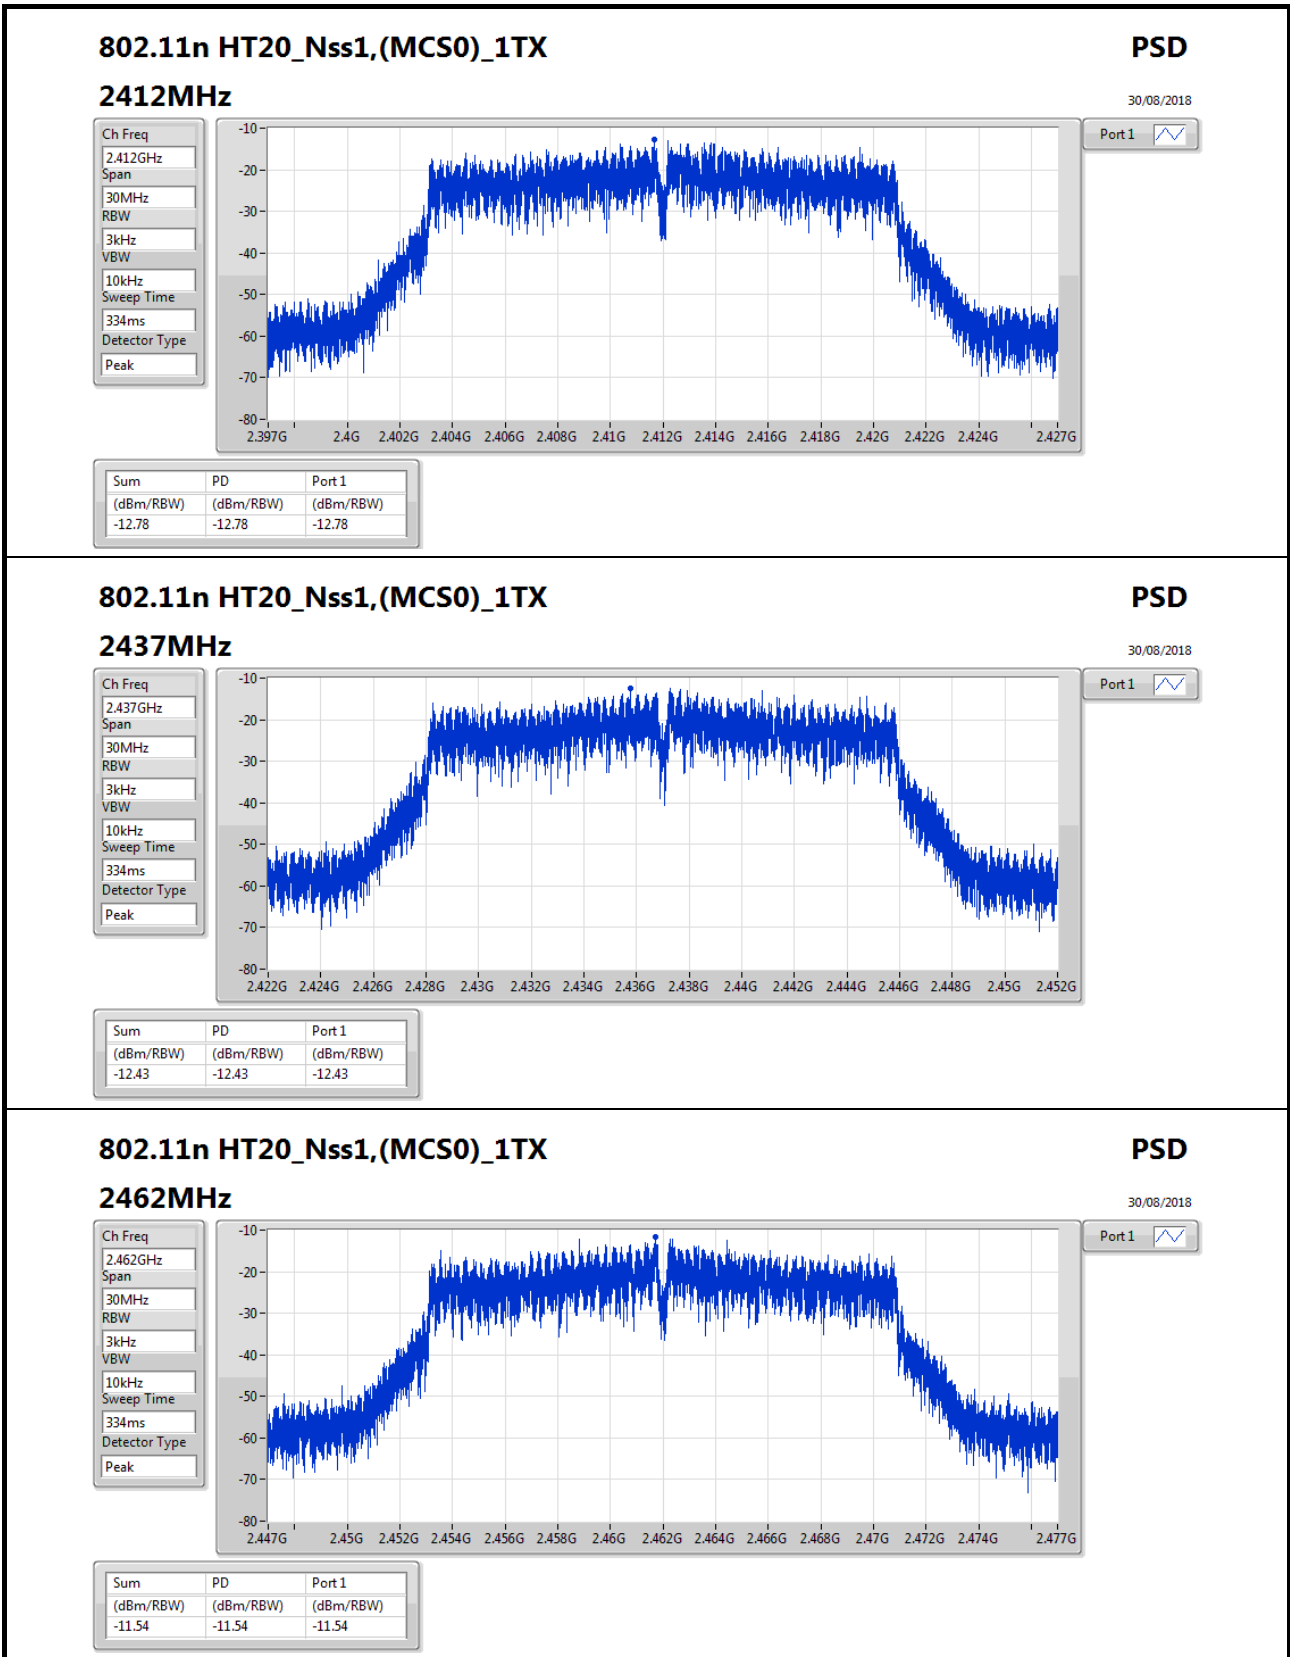 802.11n HT20_Nss1,(MCS0)_1TX PSD
2412MHz 30/08/2018
Ch Freq
2.412GHz
Span
30MHz
RBW
3kHz
VBW
10kHz
Sweep Time
334ms
Detector Type
Peak
-10
-20
-30
-40
-50
-60
-70
-80
2.397G 2.4G 2.402G 2.404G 2.406G 2.408G 2.41G 2.412G 2.414G 2.416G 2.418G 2.42G 2.422G 2.424G 2.427G
Port 1
Sum PD Port 1
(dBm/RBW) (dBm/RBW) (dBm/RBW)
-12.78 -12.78 -12.78
802.11n HT20_Nss1,(MCS0)_1TX PSD
2437MHz 30/08/2018
Ch Freq
2.437GHz
Span
30MHz
RBW
3kHz
VBW
10kHz
Sweep Time
334ms
Detector Type
Peak
-10
-20
-30
-40
-50
-60
-70
-80
2.422G 2.424G 2.426G 2.428G 2.43G 2.432G 2.434G 2.436G 2.438G 2.44G 2.442G 2.444G 2.446G 2.448G 2.45G 2.452G
Port 1
Sum PD Port 1
(dBm/RBW) (dBm/RBW) (dBm/RBW)
-12.43 -12.43 -12.43
802.11n HT20_Nss1,(MCS0)_1TX PSD
2462MHz 30/08/2018
Ch Freq
2.462GHz
Span
30MHz
RBW
3kHz
VBW
10kHz
Sweep Time
334ms
Detector Type
Peak
-10
-20
-30
-40
-50
-60
-70
-80
2.447G 2.45G 2.452G 2.454G 2.456G 2.458G 2.46G 2.462G 2.464G 2.466G 2.468G 2.47G 2.472G 2.474G 2.477G
Port 1
Sum PD Port 1
(dBm/RBW) (dBm/RBW) (dBm/RBW)
-11.54 -11.54 -11.54